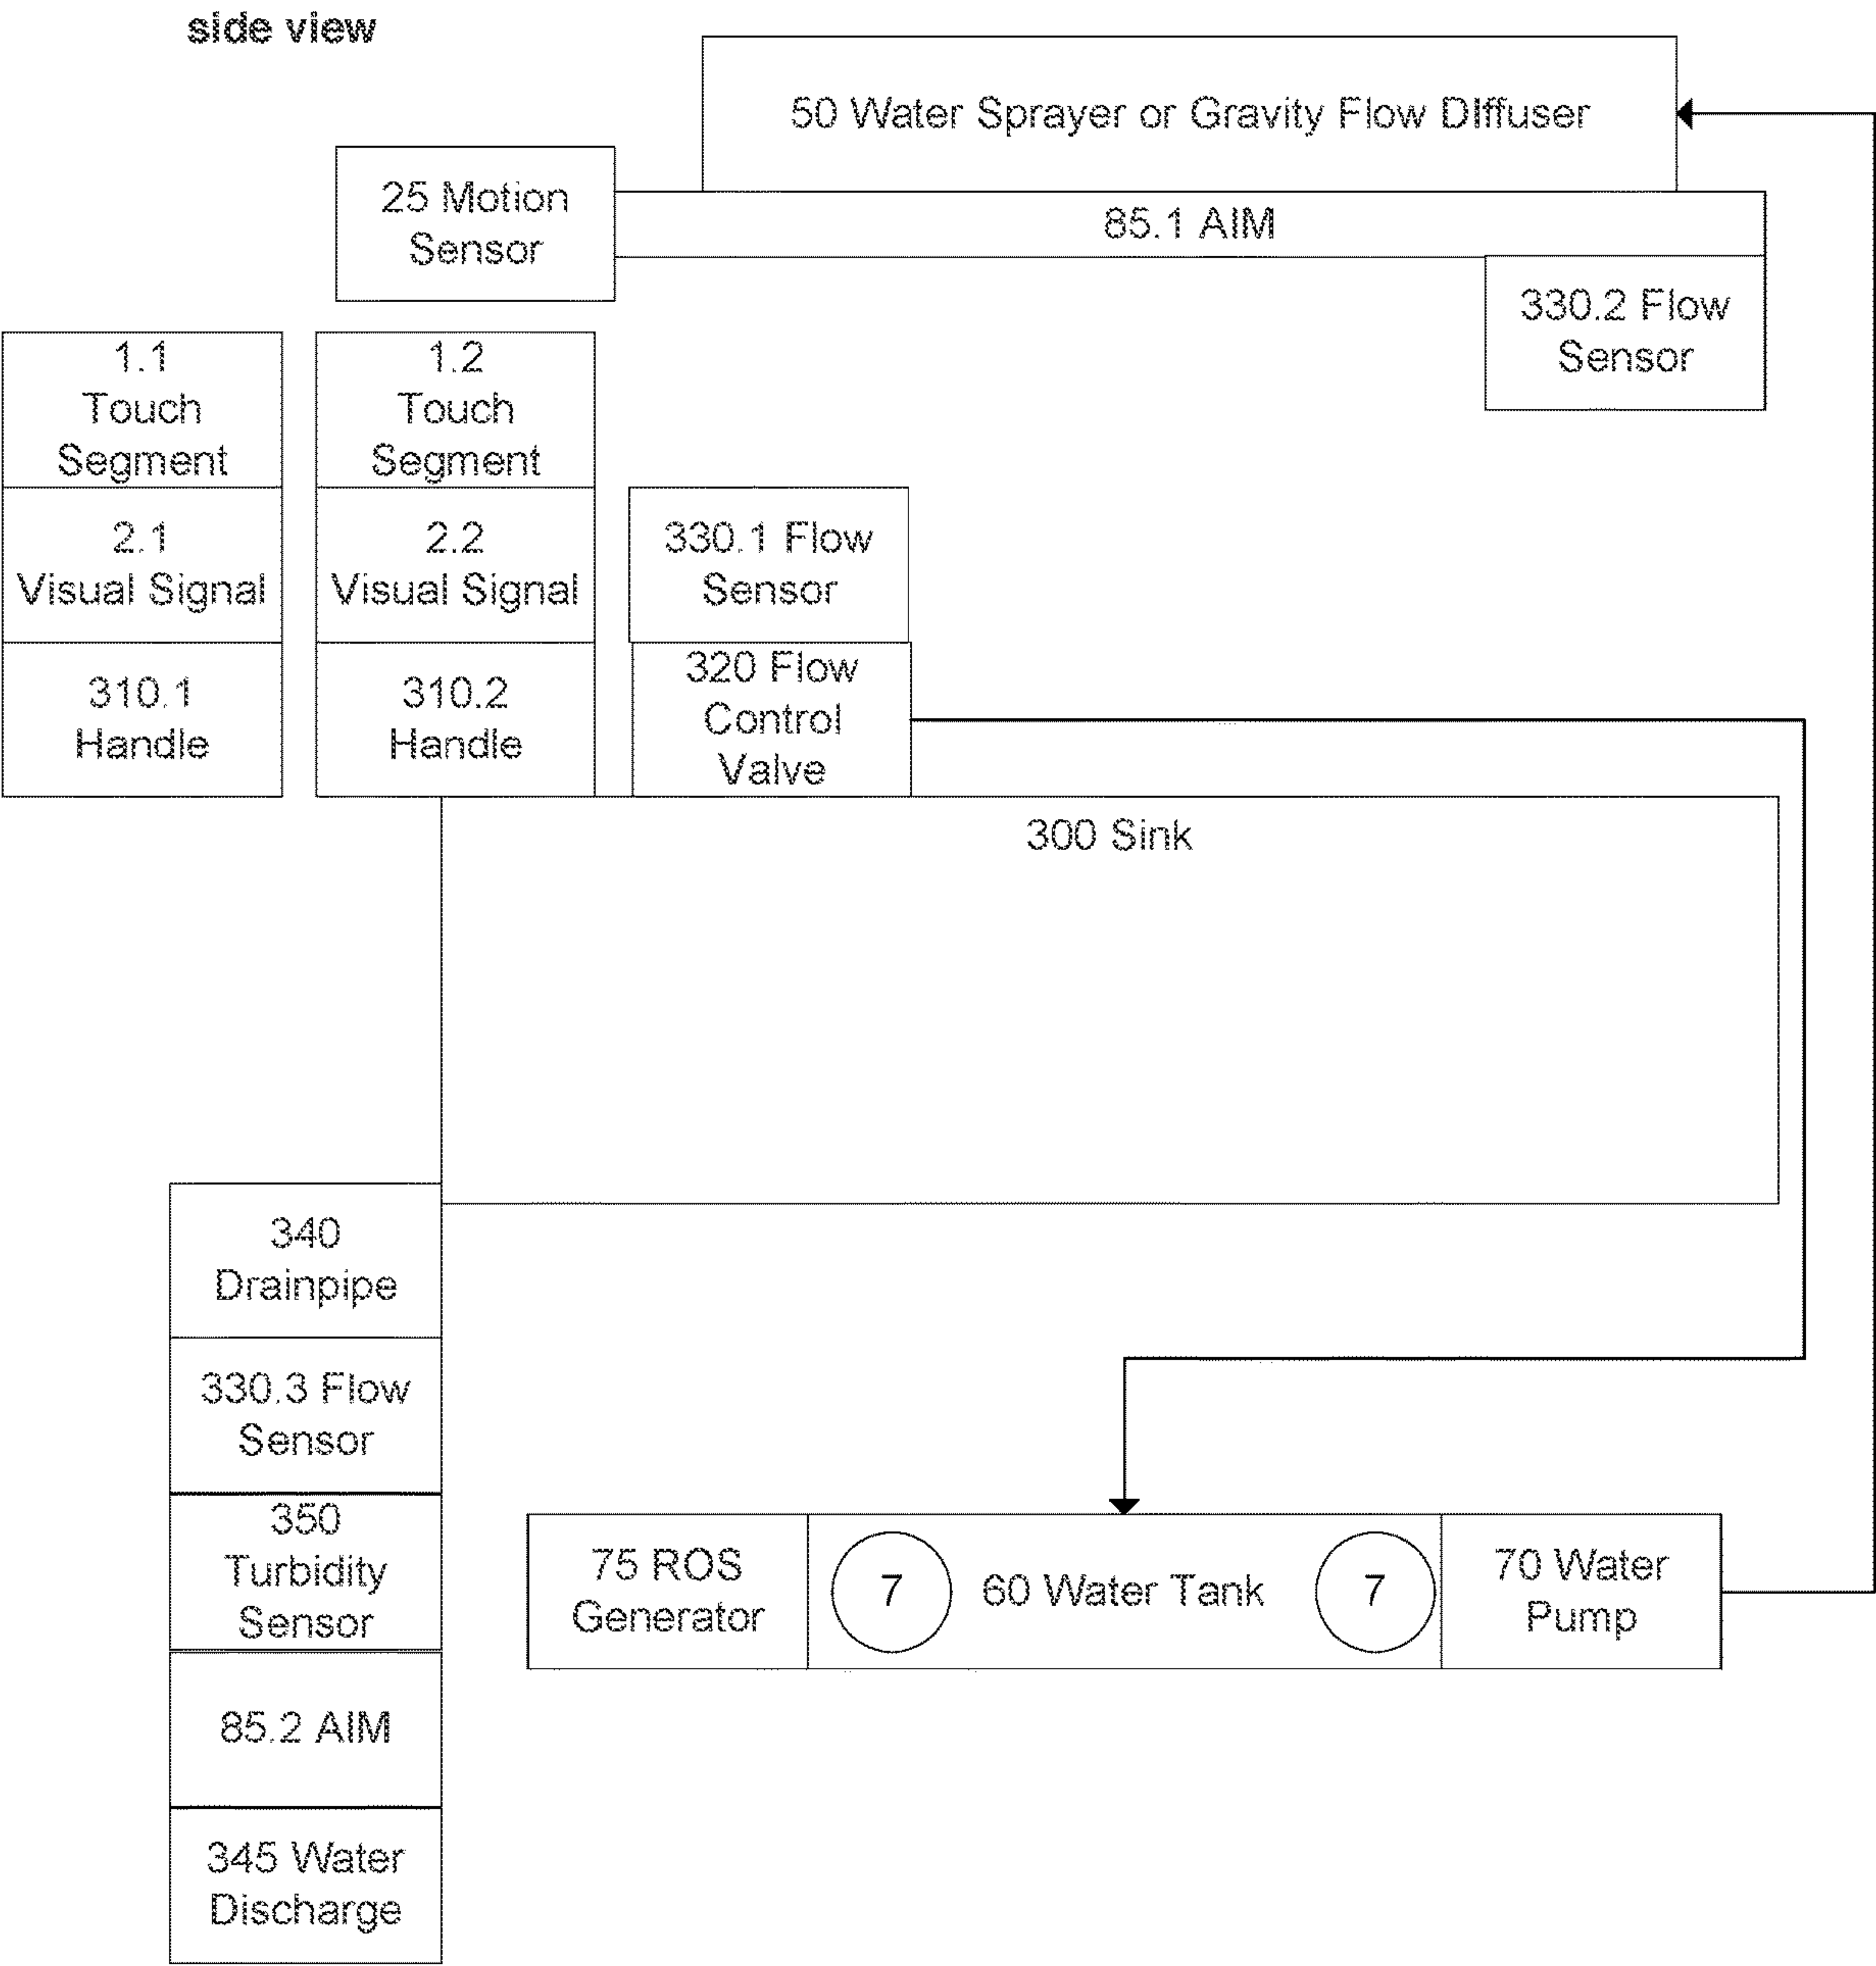 side view
50 Water Sprayer or Gravity Flow DIffuser
25 Motion
Sensor
85.1 AIM
330.2 Flow
Sensor
1.1
Touch
Segment
1.2
Touch
Segment
2.1
Visual Signal
2.2
Visual Signal
330.1 Flow
Sensor
310.1
Handle
310.2
Handle
320 Flow
Control
Valve
300 Sink
340
Drainpipe
330.3 Flow
Sensor
350
Turbidity
Sensor
75 ROS
Generator
7
60 Water Tank
7
70 Water
Pump
85.2 AIM
345 Water
Discharge